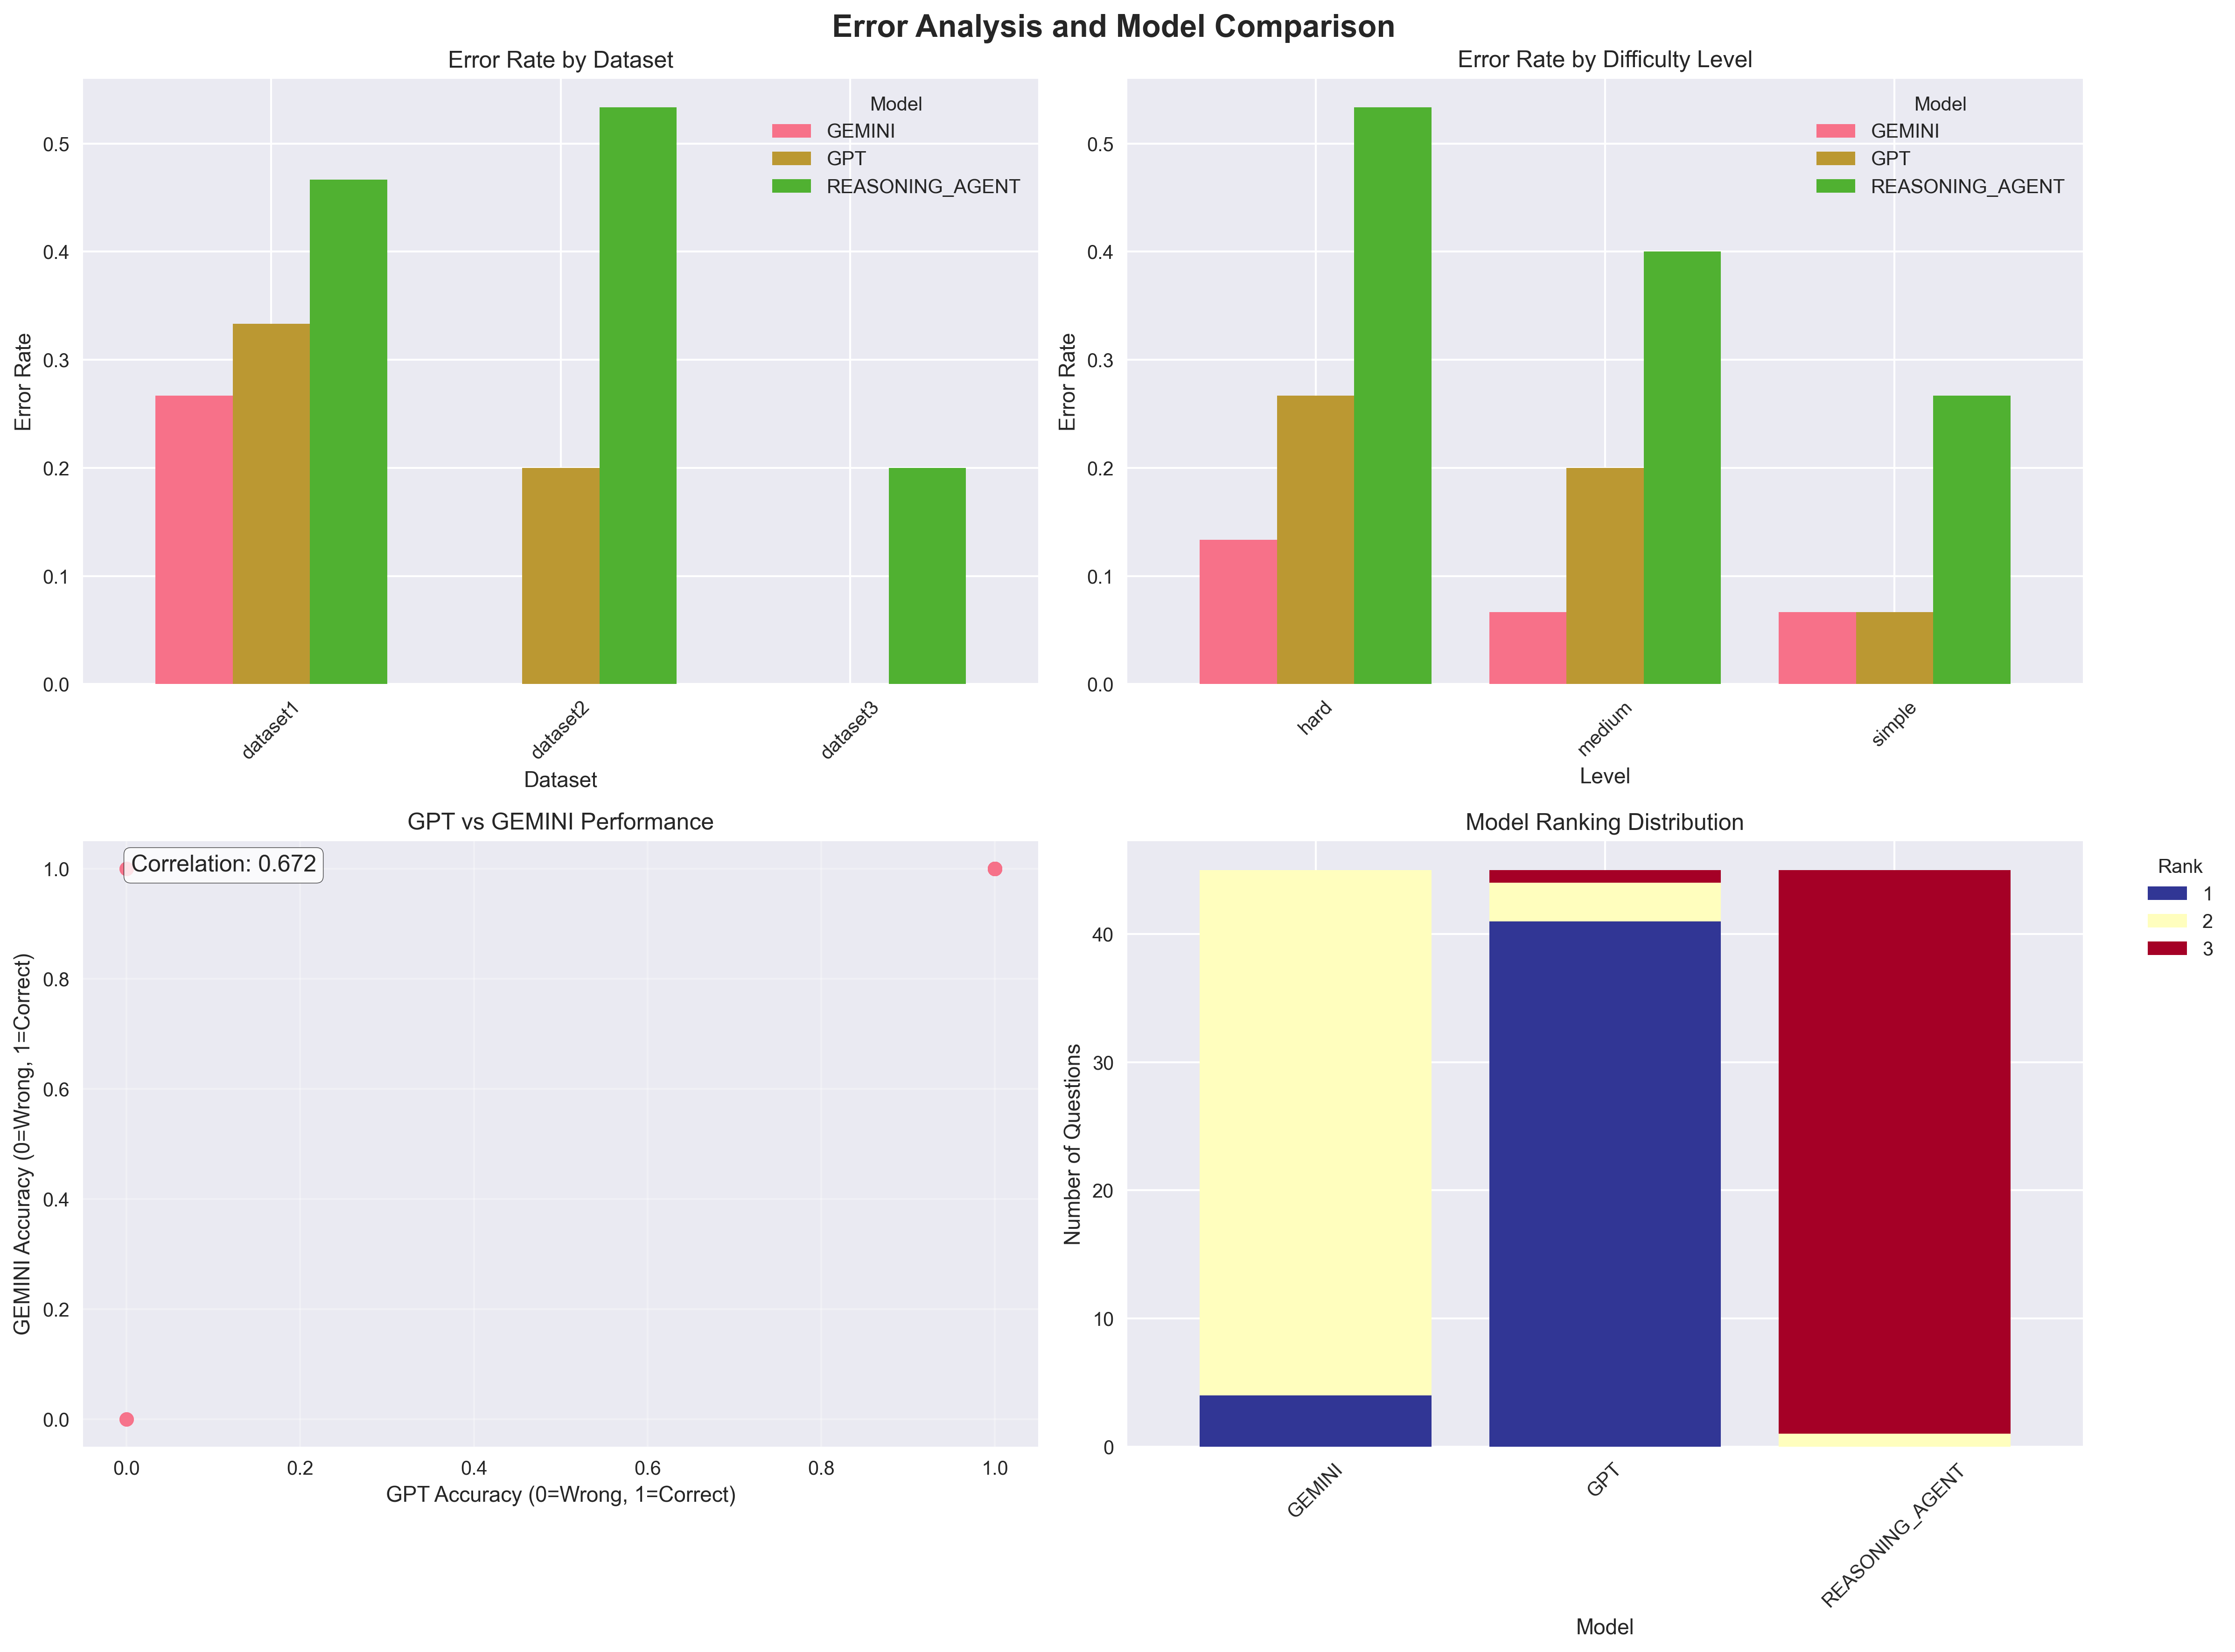 Error Analysis and Model Comparison
Error Rate by Dataset
Error Rate
0.5
0.4
0.3
0.2
0.1
0.0
Model
GEMINI
GPT
REASONING_AGENT
dataset1
dataset2
dataset3
Dataset
Error Rate by Difficulty Level
Error Rate
0.5
0.4
0.3
0.2
0.1
0.0
Model
GEMINI
GPT
REASONING_AGENT
hard
medium
simple
Level
GPT vs GEMINI Performance
GEMINI Accuracy (0=Wrong, 1=Correct)
1.0
0.8
0.6
0.4
0.2
0.0
Correlation: 0.672
0.0 0.2 0.4 0.6 0.8 1.0
GPT Accuracy (0=Wrong, 1=Correct)
Model Ranking Distribution
Number of Questions
40
30
20
10
0
Rank
1
2
3
GEMINI
GPT
REASONING_AGENT
Model